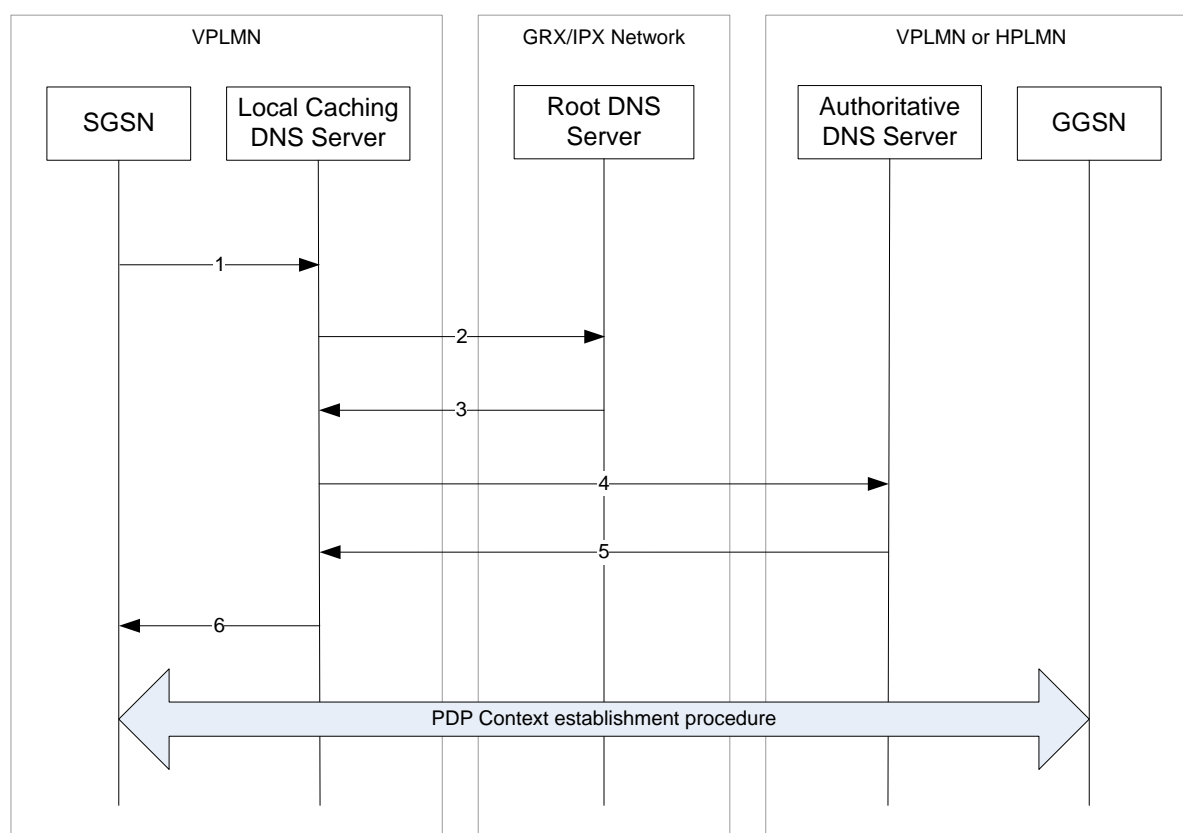 VPLMN
GRX/IPX Network
VPLMN or HPLMN
SGSN
Local Caching
DNS Server
Root DNS
Server
Authoritative
DNS Server
GGSN
1
2
3
4
5
6
PDP Context establishment procedure